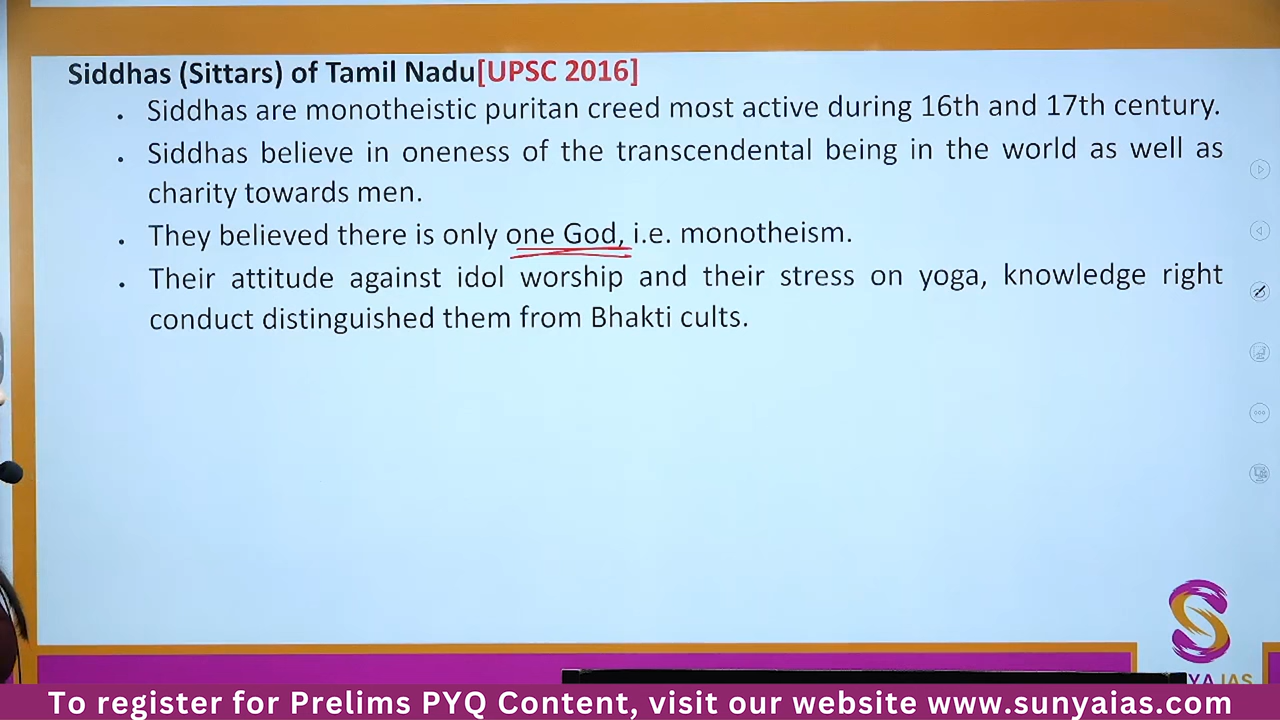 Siddhas (Sittars) of Tamil Nadu[UPSC 2016]
• Siddhas are monotheistic puritan creed most active during 16th and 17th century.
• Siddhas believe in oneness of the transcendental being in the world as well as
charity towards men.
• They believed there is only one God, i.e. monotheism.
• Their attitude against idol worship and their stress on yoga, knowledge right
conduct distinguished them from Bhakti cults.
YA IAS
To register for Prelims PYQ Content, visit our website www.sunyaias.com